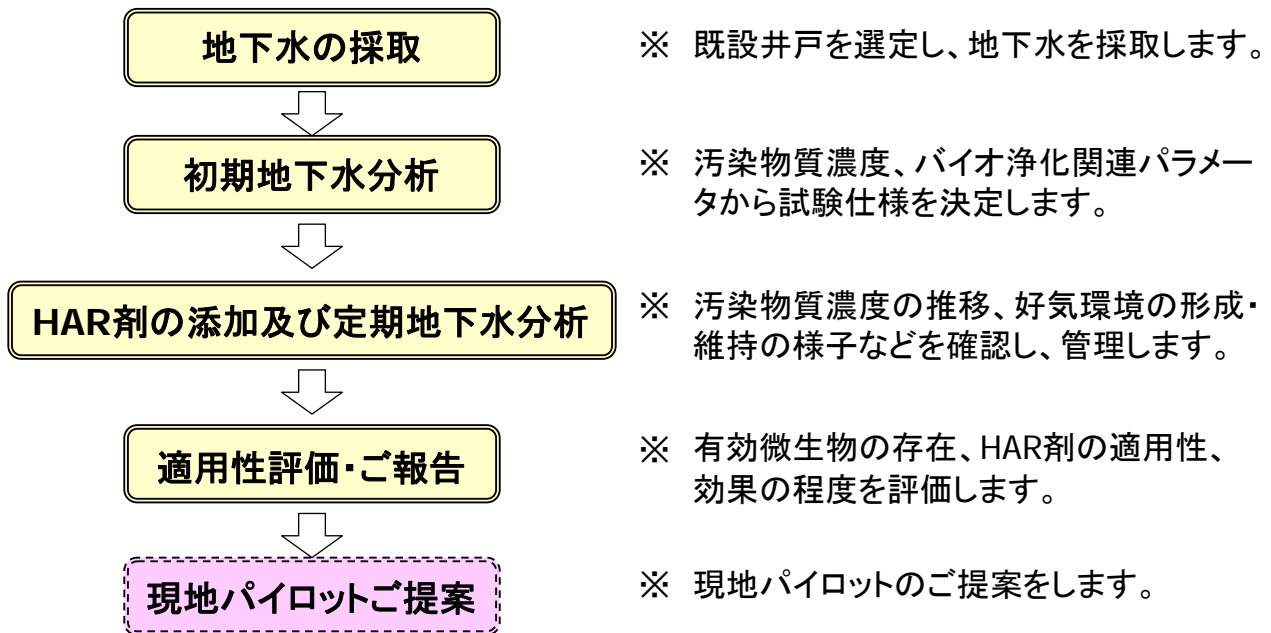 地下水の採取
※ 既設井戸を選定し、地下水を採取します。
初期地下水分析
※ 汚染物質濃度、バイオ浄化関連パラメー
タから試験仕様を決定します。
HAR剤の添加及び定期地下水分析
※ 汚染物質濃度の推移、好気環境の形成・
維持の様子などを確認し、管理します。
適用性評価・ご報告
※ 有効微生物の存在、HAR剤の適用性、
効果の程度を評価します。
現地パイロットご提案
※ 現地パイロットのご提案をします。